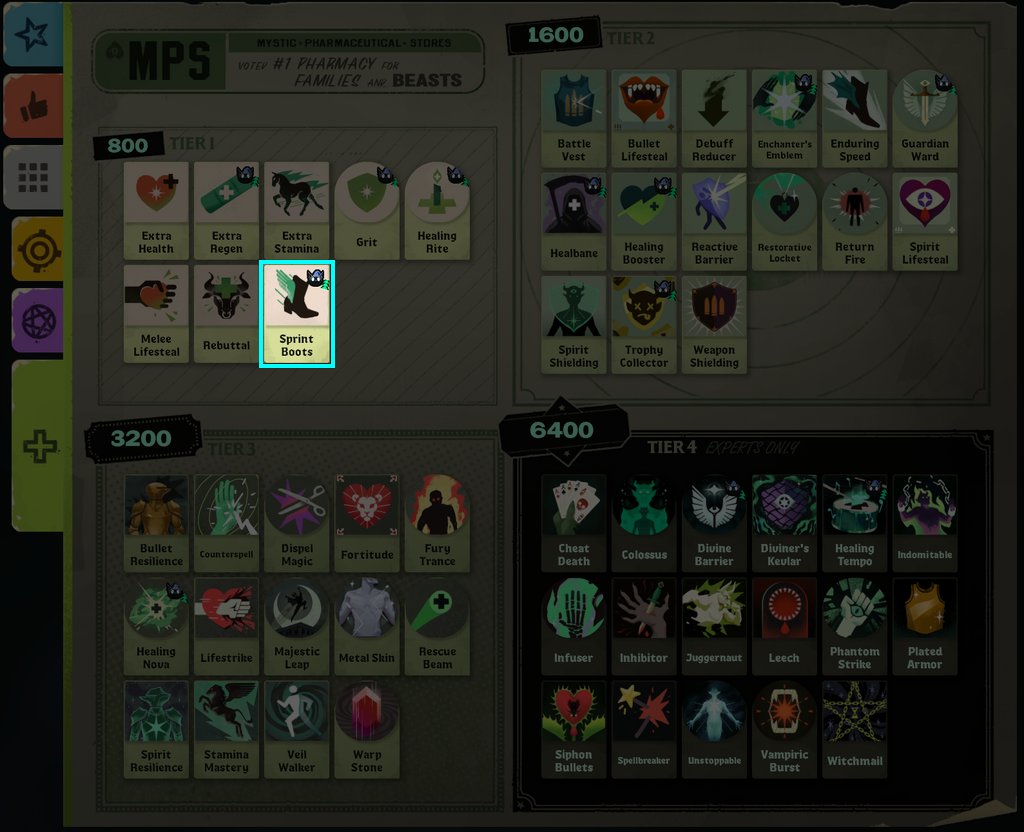 MPS
MYSTIC • PHARMACEUTICAL • STORES
VOTED #1 PHARMACY FOR
FAMILIES AND BEASTS
800 TIER 1
Extra Health
Extra Regen
Extra Stamina
Grit
Healing Rite
Melee Lifesteal
Rebuttal
Sprint Boots
1600 TIER 2
Battle Vest
Bullet Lifesteal
Debuff Reducer
Enchanter's Emblem
Enduring Speed
Guardian Ward
Healbane
Healing Booster
Reactive Barrier
Restorative Locket
Return Fire
Spirit Lifesteal
Spirit Shielding
Trophy Collector
Weapon Shielding
3200 TIER 3
Bullet Resilience
Counterspell
Dispel Magic
Fortitude
Fury Trance
Healing Nova
Lifestrike
Majestic Leap
Metal Skin
Rescue Beam
Spirit Resilience
Stamina Mastery
Veil Walker
Warp Stone
6400 TIER 4 EXPERTS ONLY
Cheat Death
Colossus
Divine Barrier
Diviner's Kevlar
Healing Tempo
Indomitable
Infuser
Inhibitor
Juggernaut
Leech
Phantom Strike
Plated Armor
Siphon Bullets
Spellbreaker
Unstoppable
Vampiric Burst
Witchmail